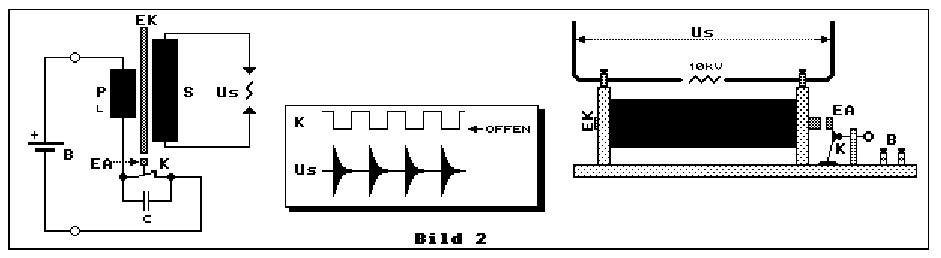 EK
P
L
S
Us
+
B
EA
K
C
K
OFFEN
Us
Us
10kV
EK
EA
K
B
Bild 2